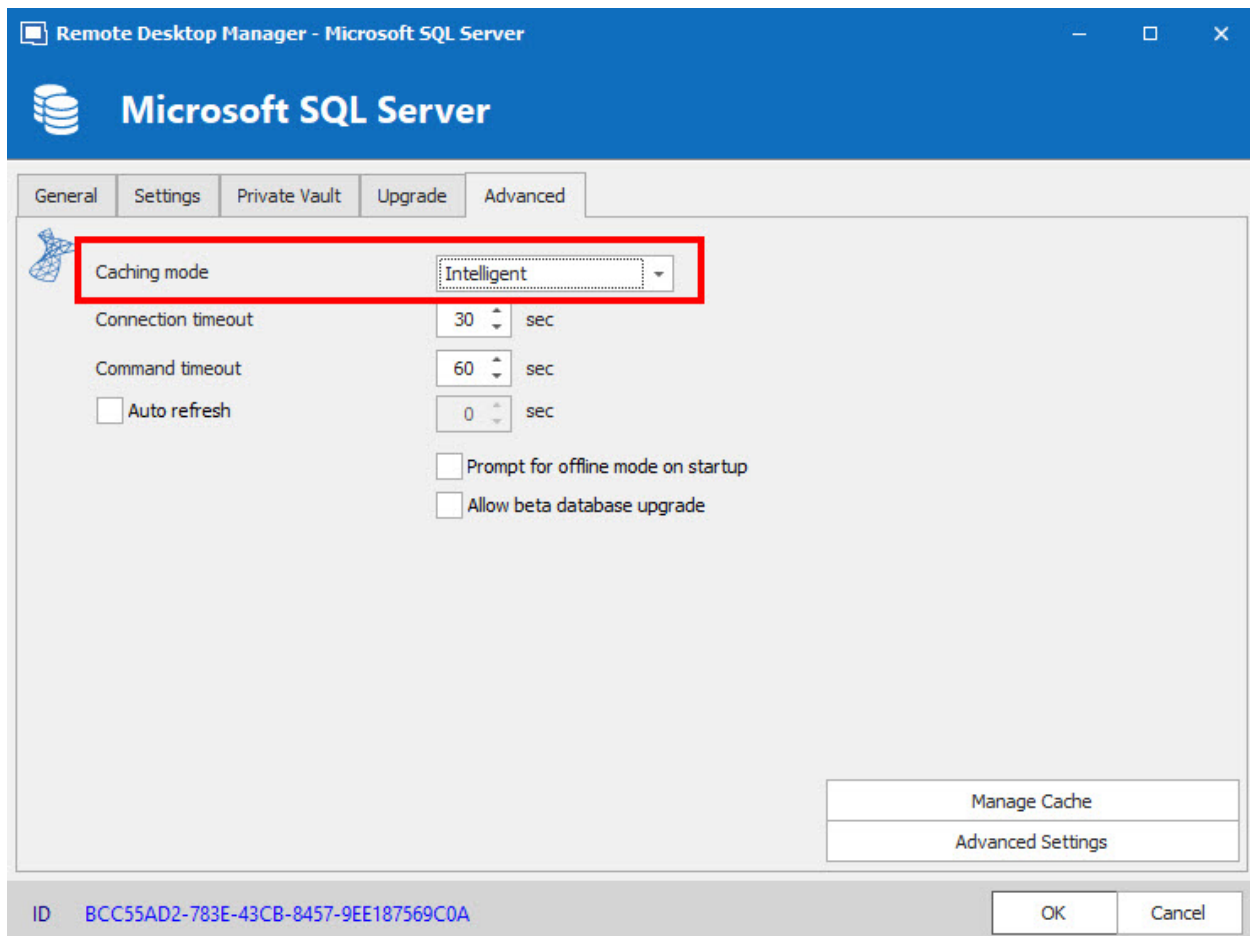 Remote Desktop Manager - Microsoft SQL Server
Microsoft SQL Server
General Settings Private Vault Upgrade Advanced
Caching mode Intelligent
Connection timeout 30 sec
Command timeout 60 sec
Auto refresh 0 sec
Prompt for offline mode on startup
Allow beta database upgrade
Manage Cache
Advanced Settings
ID BCC55AD2-783E-43CB-8457-9EE187569C0A OK Cancel